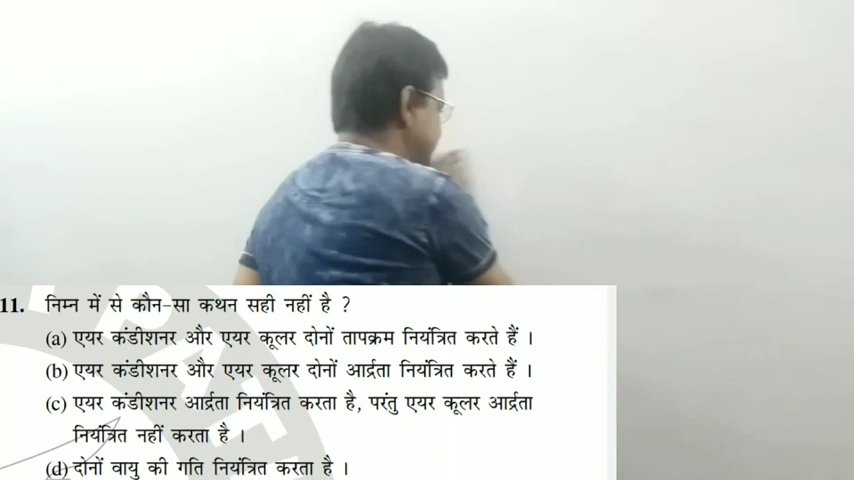 11. निम्न में से कौन-सा कथन सही नहीं है ?
(a) एयर कंडीशनर और एयर कूलर दोनों तापक्रम नियंत्रित करते हैं ।
(b) एयर कंडीशनर और एयर कूलर दोनों आर्द्रता नियंत्रित करते हैं ।
(c) एयर कंडीशनर आर्द्रता नियंत्रित करता है, परंतु एयर कूलर आर्द्रता
नियंत्रित नहीं करता है ।
(d) दोनों वायु की गति नियंत्रित करता है ।